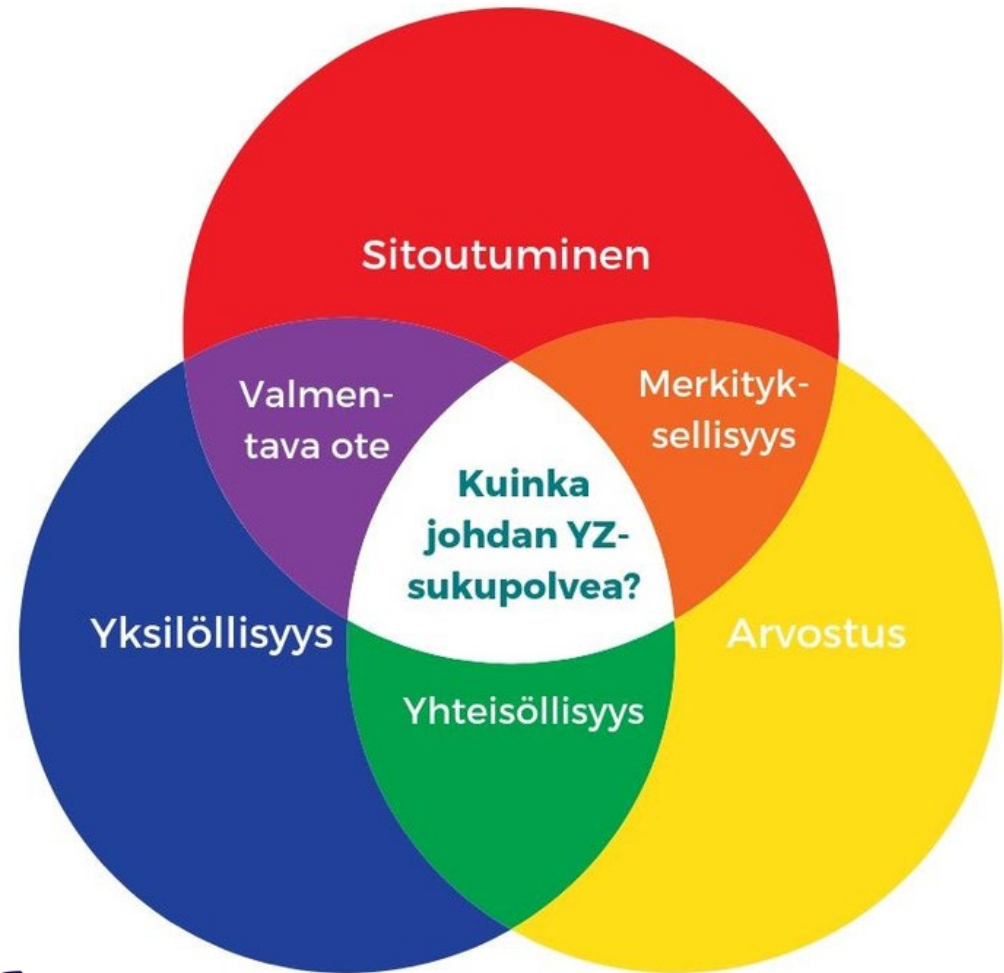 Sitoutuminen
Valmen-
tava ote
Merkityk-
sellisyys
Kuinka
johdan YZ-
sukupolvea?
Yksilöllisyys
Arvostus
Yhteisöllisyys